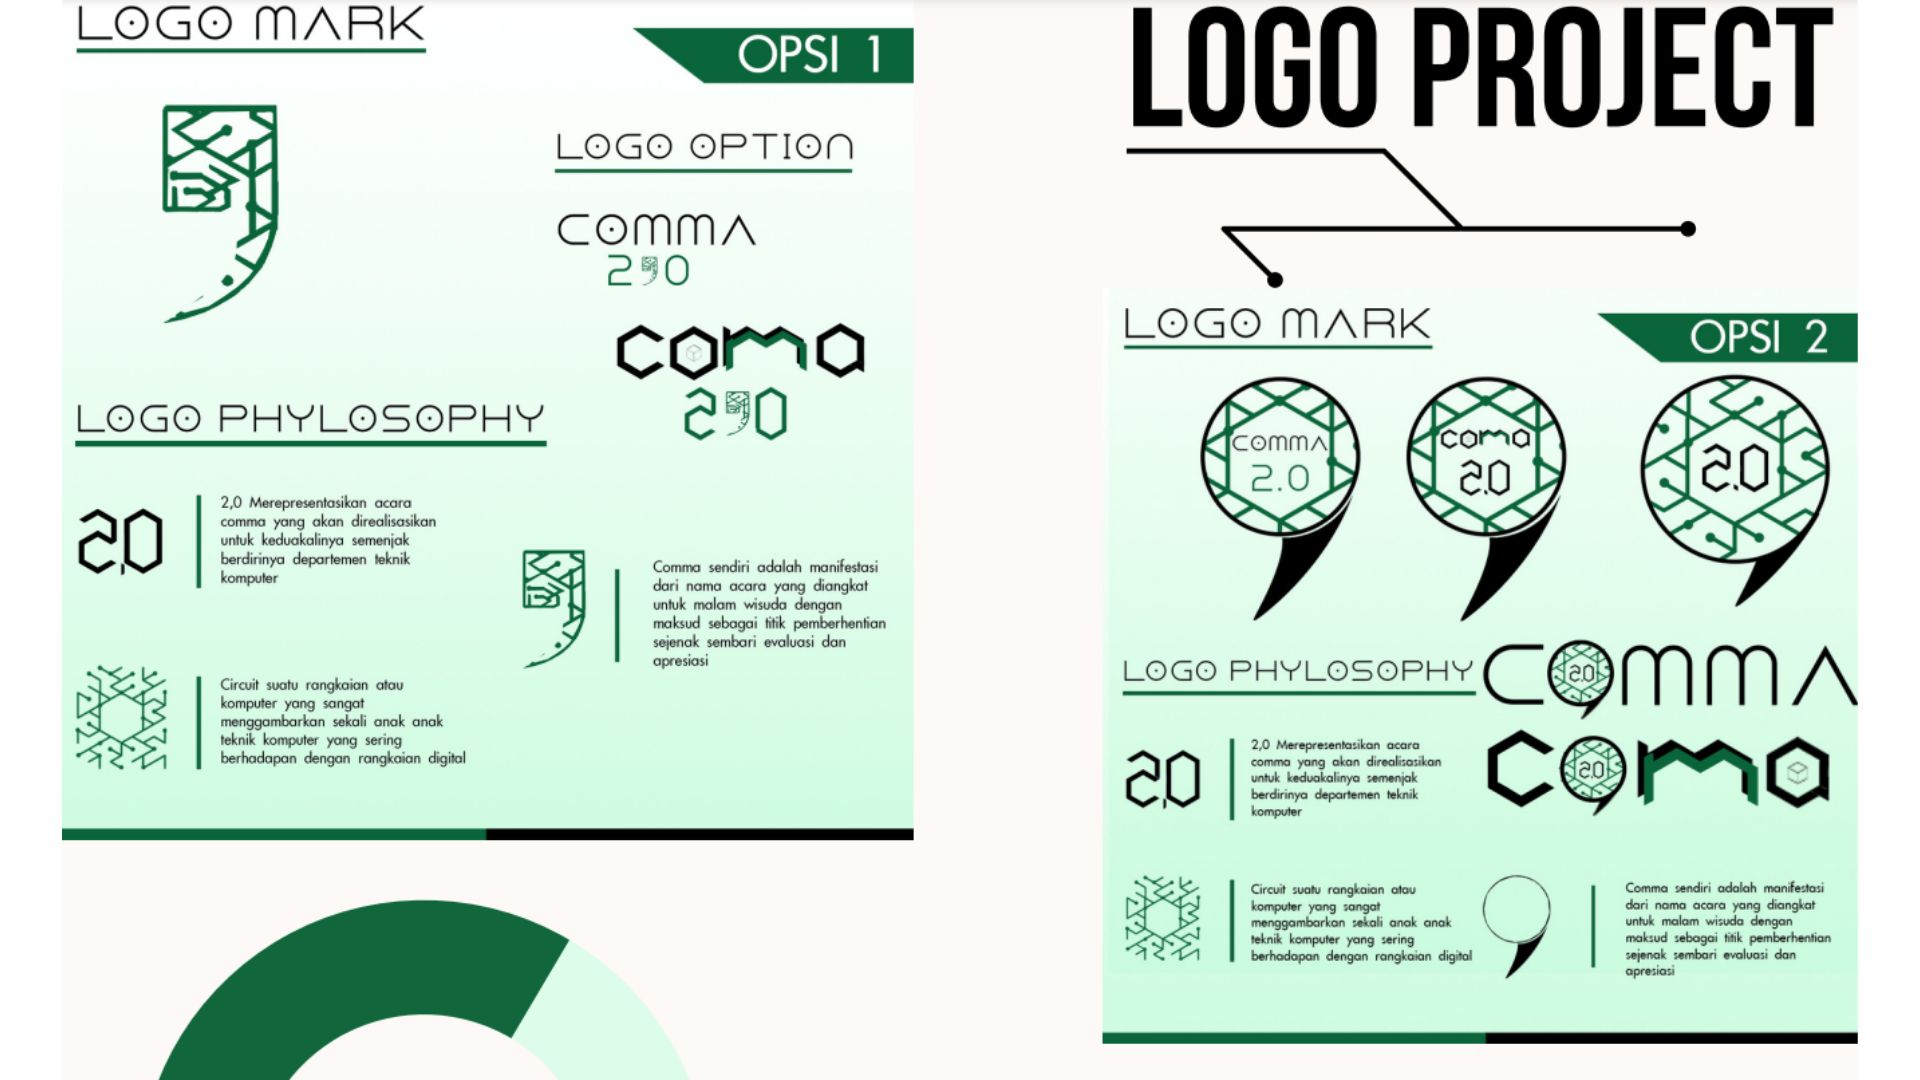 LOGO MARK
OPSI 1
LOGO OPTION
COMMA
2,0
coma
2,0
LOGO PHYLOSOPHY
2,0
2,0 Merepresentasikan acara
comma yang akan direalisasikan
untuk keduakalinya semenjak
berdirinya departemen teknik
komputer
Comma sendiri adalah manifestasi
dari nama acara yang diangkat
untuk malam wisuda dengan
maksud sebagai titik pemberhentian
sejenak sembari evaluasi dan
apresiasi
Circuit suatu rangkaian atau
komputer yang sangat
menggambarkan sekali anak anak
teknik komputer yang sering
berhadapan dengan rangkaian digital
LOGO PROJECT
LOGO MARK
OPSI 2
COMMA
2.0
coma
2.0
2.0
LOGO PHYLOSOPHY
COMMA
2.0
coma
2.0
2,0
2,0 Merepresentasikan acara
comma yang akan direalisasikan
untuk keduakalinya semenjak
berdirinya departemen teknik
komputer
Circuit suatu rangkaian atau
komputer yang sangat
menggambarkan sekali anak anak
teknik komputer yang sering
berhadapan dengan rangkaian digital
Comma sendiri adalah manifestasi
dari nama acara yang diangkat
untuk malam wisuda dengan
maksud sebagai titik pemberhentian
sejenak sembari evaluasi dan
apresiasi